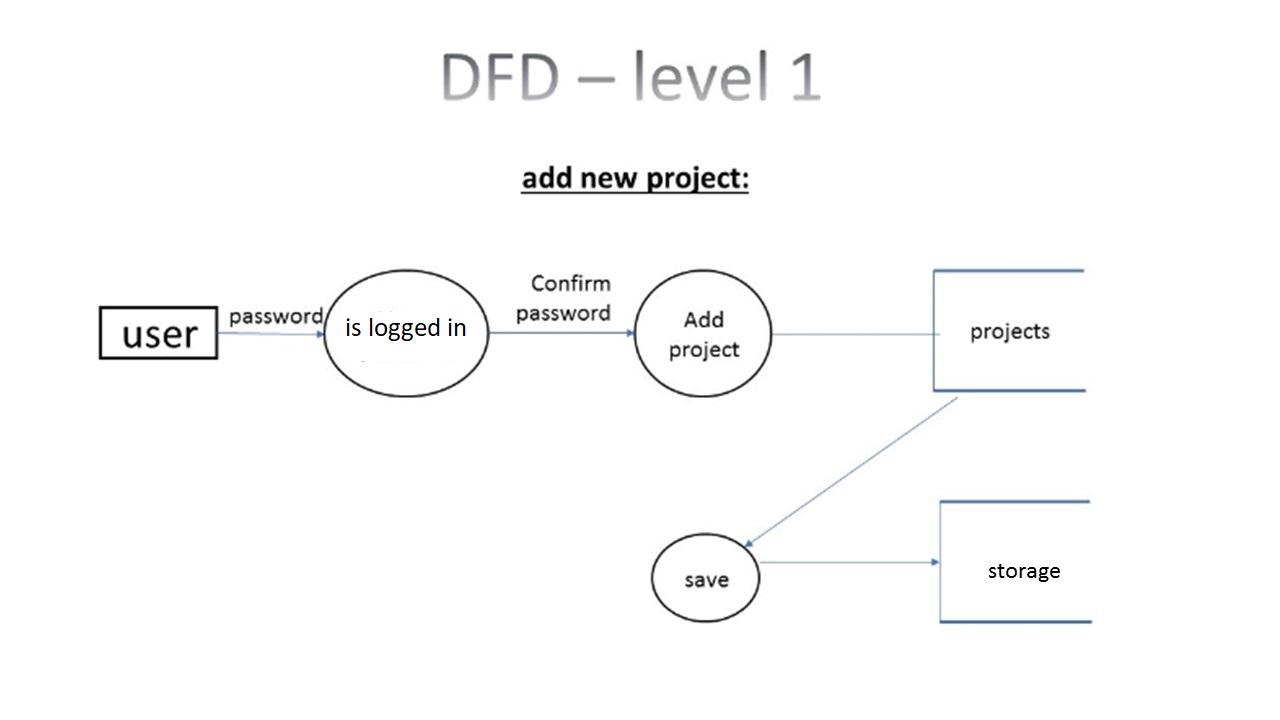 DFD – level 1
add new project:
user
password
is logged in
Confirm
password
Add
project
projects
save
storage